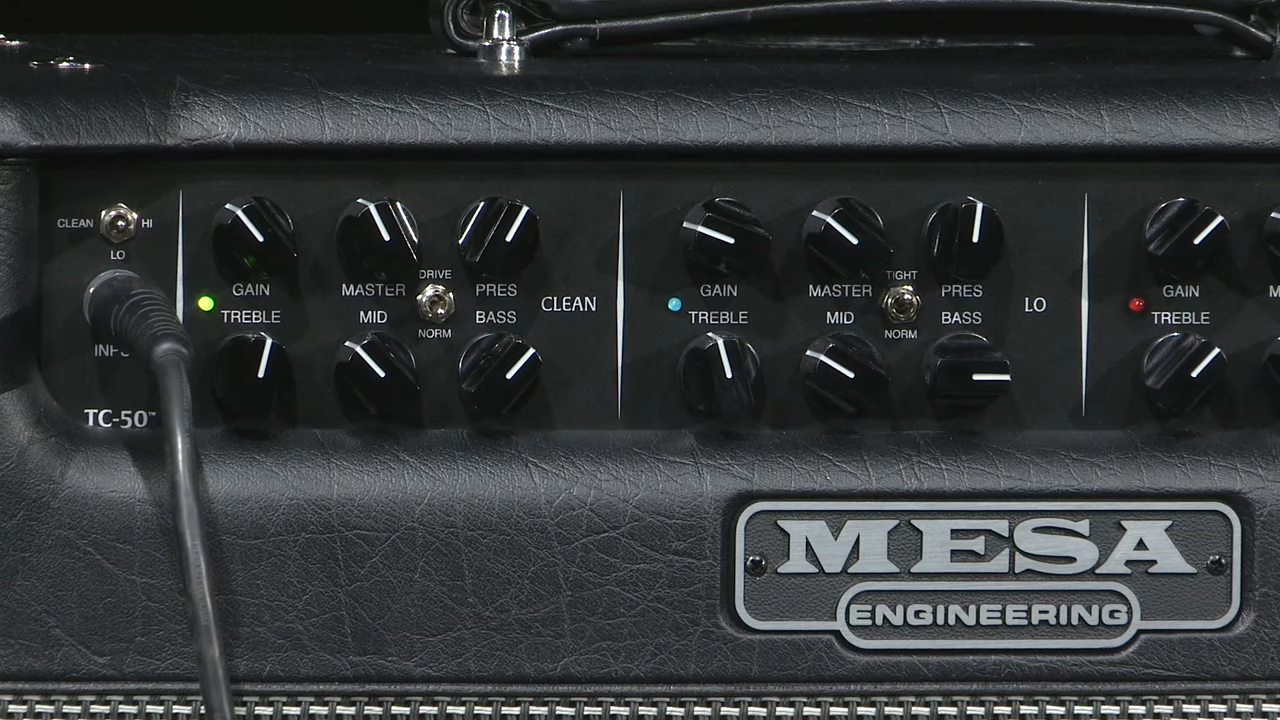 CLEAN HI
LO
TC-50™
GAIN MASTER PRES
DRIVE
TREBLE MID BASS
NORM
CLEAN
GAIN MASTER PRES
TIGHT
TREBLE MID BASS
NORM
LO
GAIN
TREBLE
MESA
ENGINEERING